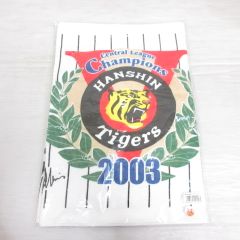 Central League
Champions
HANSHIN
Tigers
2003